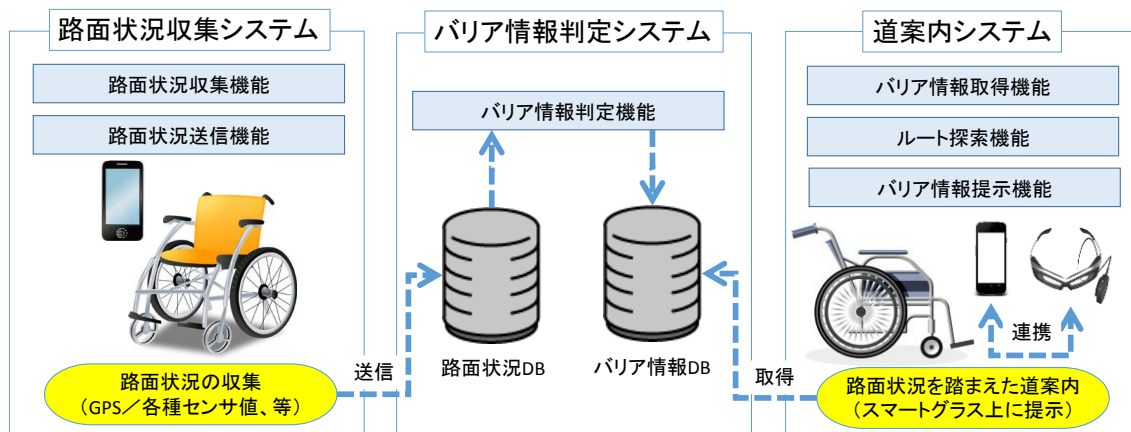 路面状況収集システム
路面状況収集機能
路面状況送信機能
路面状況の収集
(GPS/各種センサ値、等)
送信
バリア情報判定システム
バリア情報判定機能
路面状況DB
バリア情報DB
取得
道案内システム
バリア情報取得機能
ルート探索機能
バリア情報提示機能
連携
路面状況を踏まえた道案内
(スマートグラス上に提示)